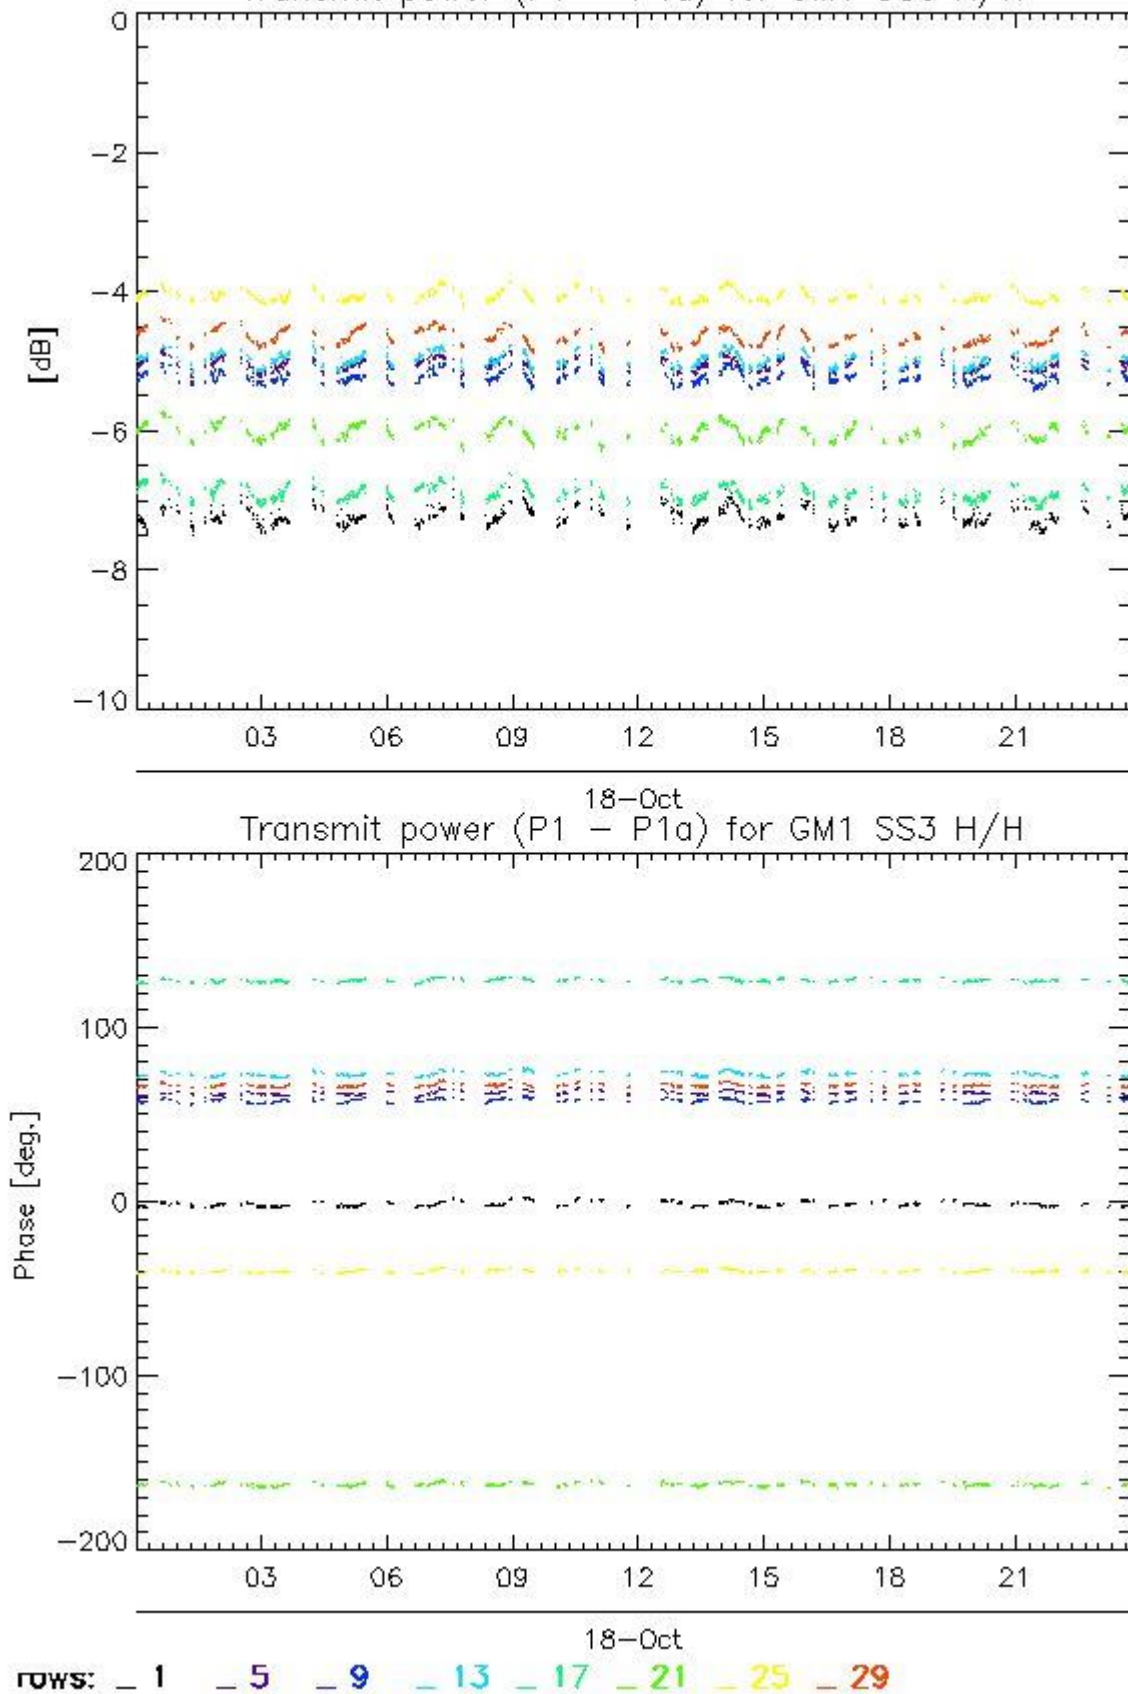 0
-2
-4
[dB]
-6
-8
-10
03 06 09 12 15 18 21
18-Oct
Transmit power (P1 - P1a) for GM1 SS3 H/H
200
100
Phase [deg.]
0
-100
-200
03 06 09 12 15 18 21
18-Oct
rows: _ 1 _ 5 _ 9 _ 13 _ 17 _ 21 _ 25 _ 29